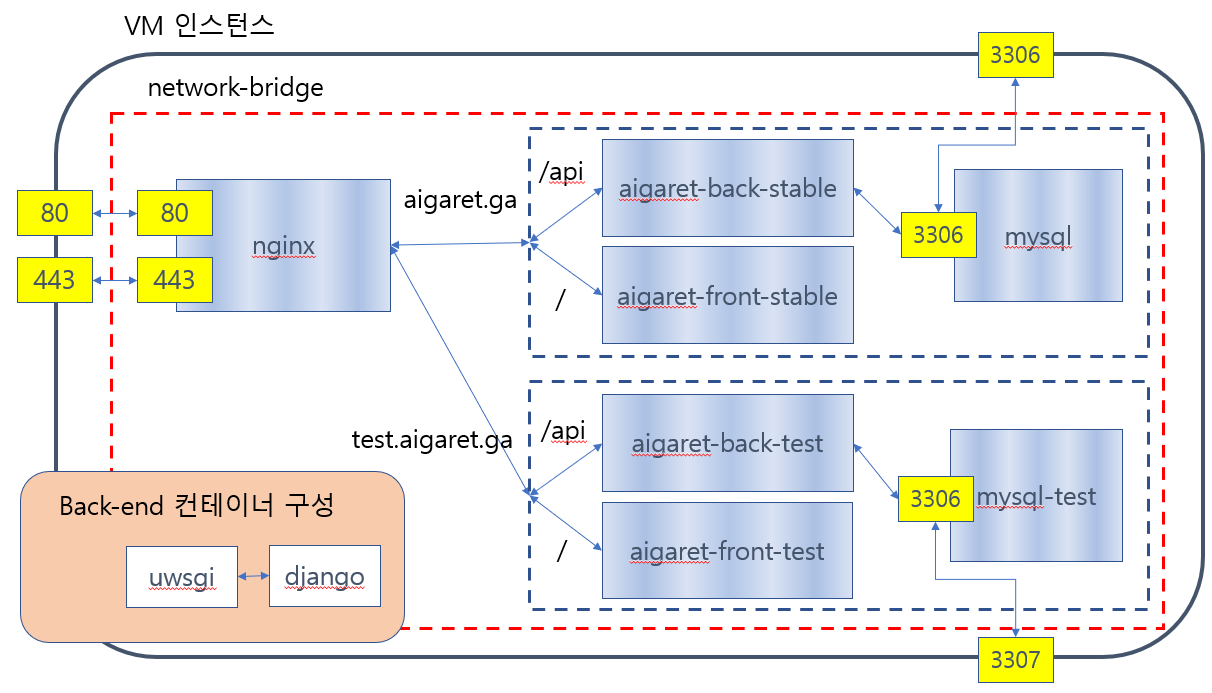 VM 인스턴스
3306
network-bridge
80
80
443
443
nginx
aigaret.ga
/api
aigaret-back-stable
/
aigaret-front-stable
3306
mysql
test.aigaret.ga
/api
aigaret-back-test
/
aigaret-front-test
3306
mysql-test
3307
Back-end 컨테이너 구성
uwsgi
django